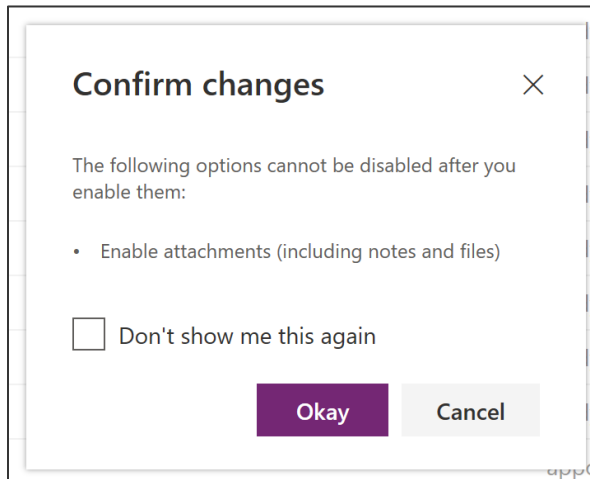 Confirm changes
The following options cannot be disabled after you
enable them:
• Enable attachments (including notes and files)
Don't show me this again
Okay
Cancel